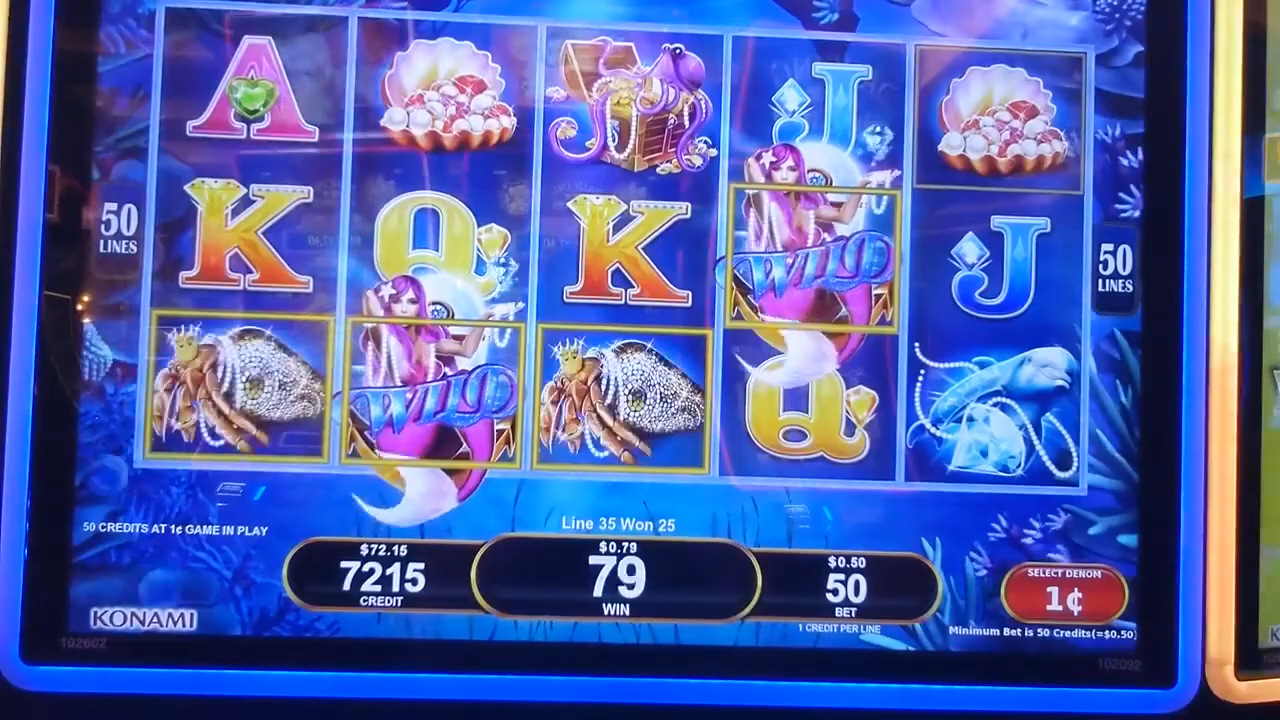 A
J
50
LINES
K
Q
K
WILD
J
50
LINES
WILD
Q
Line 35 Won 25
50 CREDITS AT 1¢ GAME IN PLAY
$72.15
7215
CREDIT
$0.79
79
WIN
$0.50
50
BET
1 CREDIT PER LINE
SELECT DENOM
1¢
Minimum Bet is 50 Credits(=$0.50)
KONAMI
102602
102092